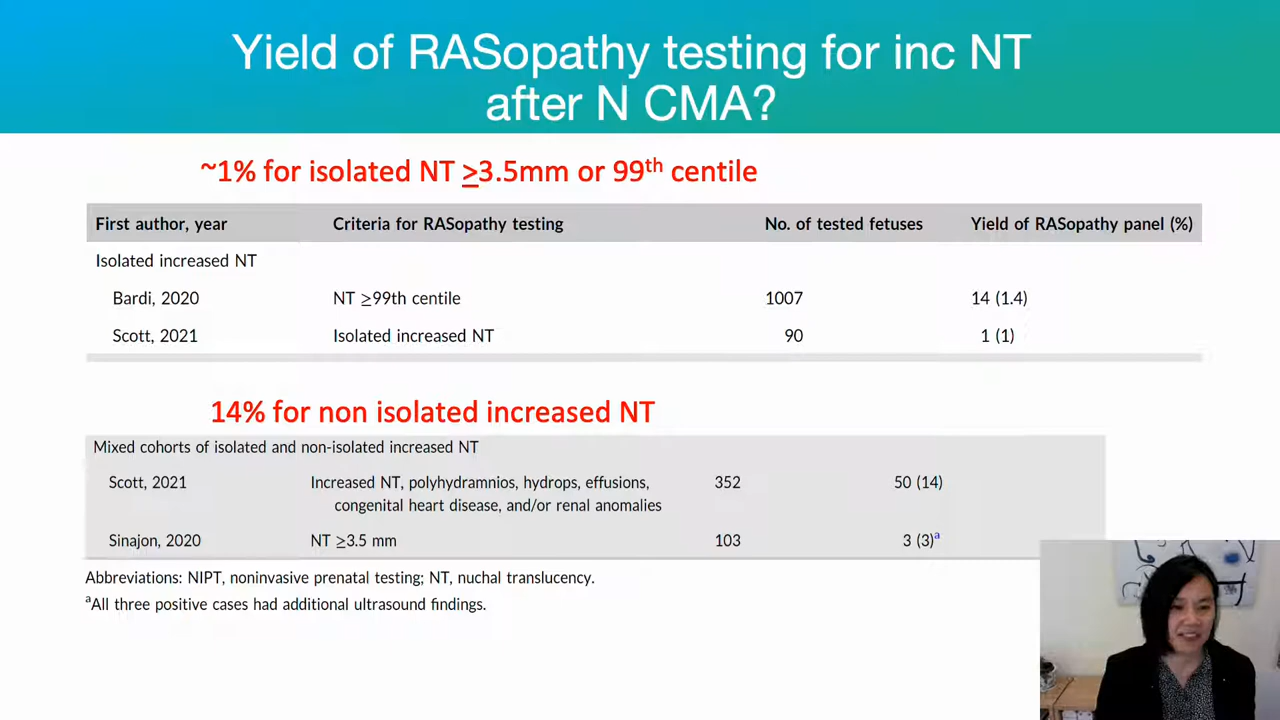 Yield of RASopathy testing for inc NT
after N CMA?
~1% for isolated NT ≥3.5mm or 99th centile
First author, year Criteria for RASopathy testing No. of tested fetuses Yield of RASopathy panel (%)
Isolated increased NT
Bardi, 2020 NT ≥99th centile 1007 14 (1.4)
Scott, 2021 Isolated increased NT 90 1 (1)
14% for non isolated increased NT
Mixed cohorts of isolated and non-isolated increased NT
Scott, 2021 Increased NT, polyhydramnios, hydrops, effusions, 352 50 (14)
congenital heart disease, and/or renal anomalies
Sinajon, 2020 NT ≥3.5 mm 103 3 (3)a
Abbreviations: NIPT, noninvasive prenatal testing; NT, nuchal translucency.
aAll three positive cases had additional ultrasound findings.